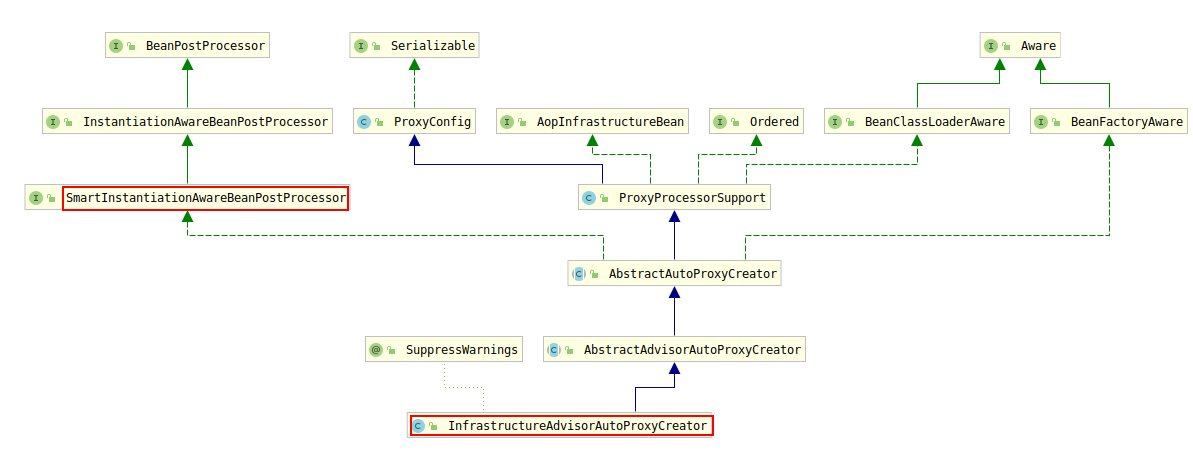 BeanPostProcessor
Serializable
Aware
InstantiationAwareBeanPostProcessor
ProxyConfig
AopInfrastructureBean
Ordered
BeanClassLoaderAware
BeanFactoryAware
SmartInstantiationAwareBeanPostProcessor
ProxyProcessorSupport
AbstractAutoProxyCreator
SuppressWarnings
AbstractAdvisorAutoProxyCreator
InfrastructureAdvisorAutoProxyCreator